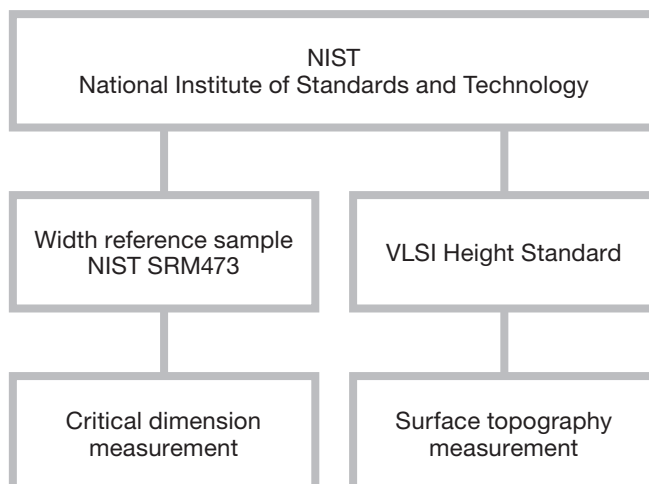 NIST
National Institute of Standards and Technology
Width reference sample
NIST SRM473
VLSI Height Standard
Critical dimension
measurement
Surface topography
measurement